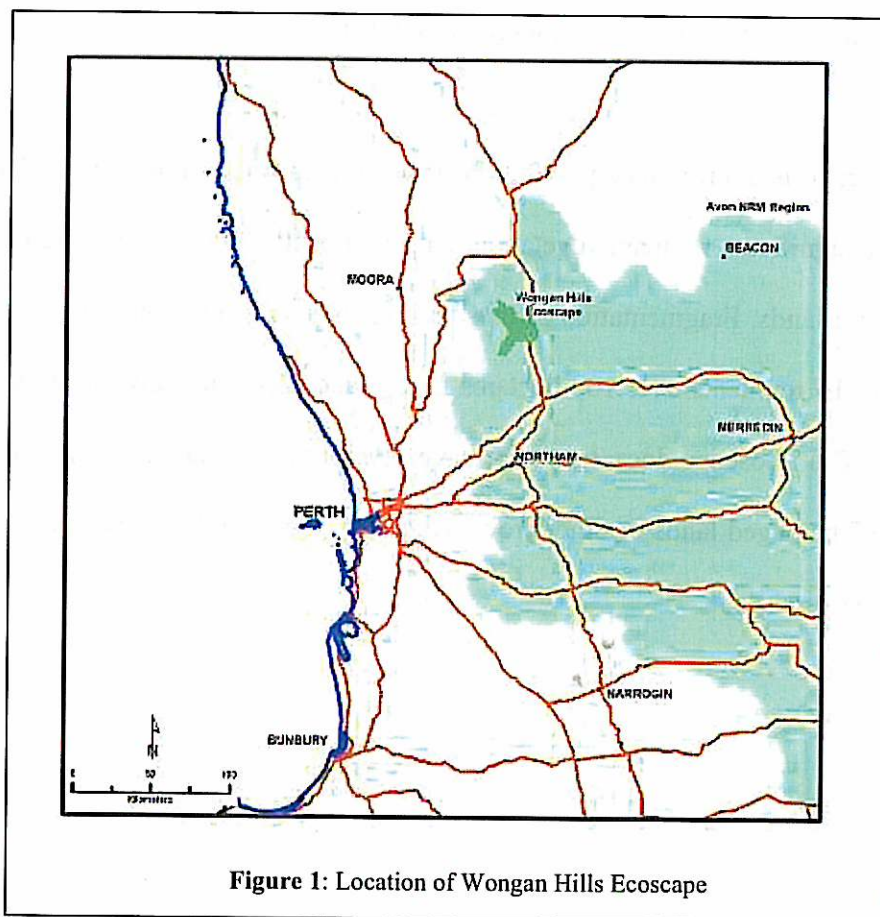 Avon NRM Region
BEACON
MOORA
Wongan Hills
Ecoscape
MERREDIN
NORTHAM
PERTH
NARROGIN
BUNBURY
N
0 50 100
Kilometres
Figure 1: Location of Wongan Hills Ecoscape